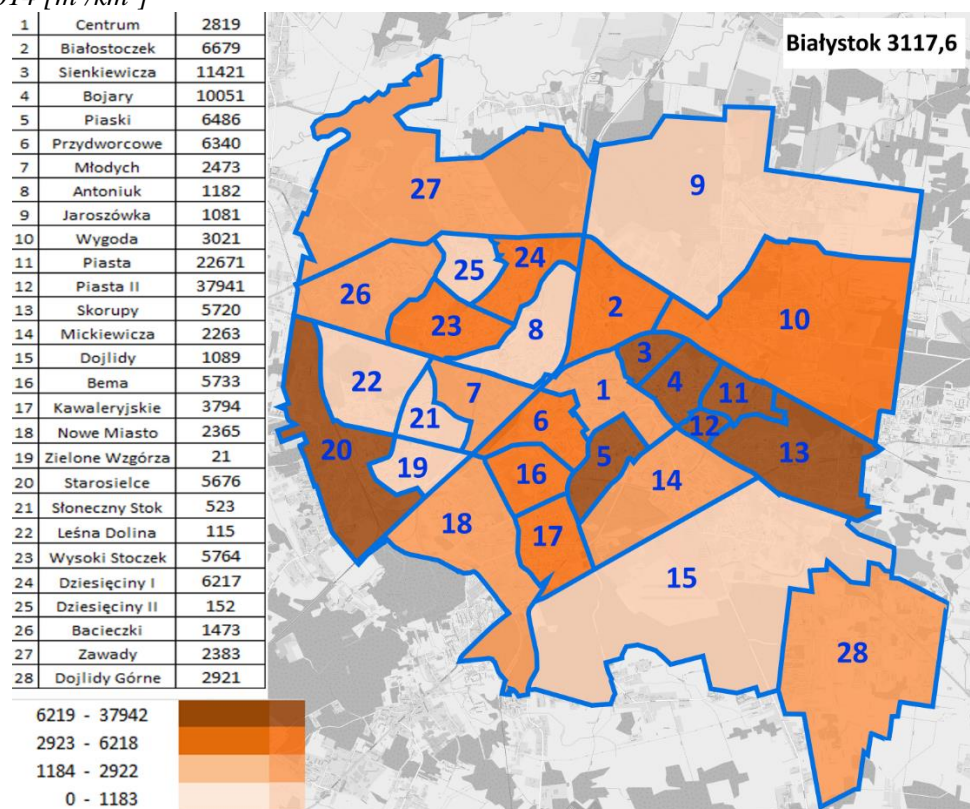 014 [m²/km²]
1 Centrum 2819
2 Białostoczek 6679
3 Sienkiewicza 11421
4 Bojary 10051
5 Piaski 6486
6 Przydworcowe 6340
7 Młodych 2473
8 Antoniuk 1182
9 Jaroszówka 1081
10 Wygoda 3021
11 Piasta 22671
12 Piasta II 37941
13 Skorupy 5720
14 Mickiewicza 2263
15 Dojlidy 1089
16 Bema 5733
17 Kawaleryjskie 3794
18 Nowe Miasto 2365
19 Zielone Wzgórza 21
20 Starosielce 5676
21 Słoneczny Stok 523
22 Leśna Dolina 115
23 Wysoki Stoczek 5764
24 Dziesięciny I 6217
25 Dziesięciny II 152
26 Bacieczki 1473
27 Zawady 2383
28 Dojlidy Górne 2921
6219 - 37942
2923 - 6218
1184 - 2922
0 - 1183
Białystok 3117,6
27
9
25
24
26
23
8
2
10
3
22
7
1
4
11
21
6
12
20
5
13
19
16
14
18
17
15
28